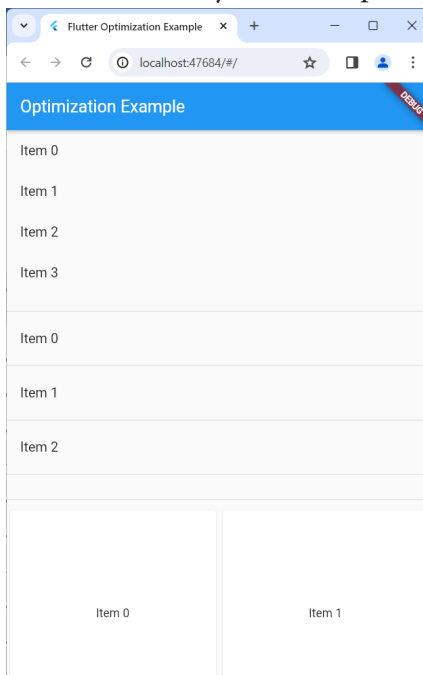 Flutter Optimization Example
localhost:47684/#/
Optimization Example
DEBUG
Item 0
Item 1
Item 2
Item 3
Item 0
Item 1
Item 2
Item 0 Item 1